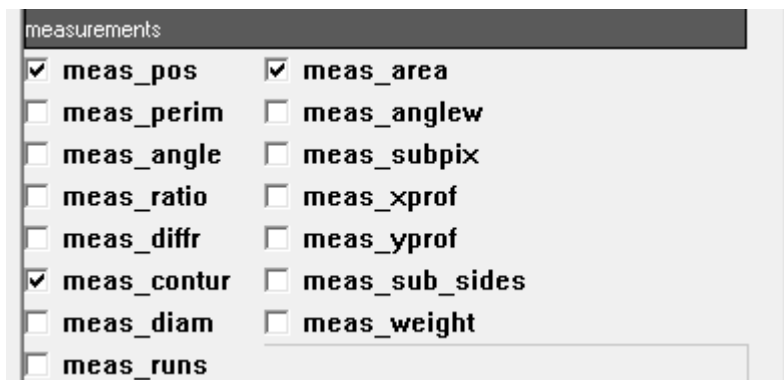 measurements
meas_pos meas_area
meas_perim meas_anglew
meas_angle meas_subpix
meas_ratio meas_xprof
meas_diffr meas_yprof
meas_contur meas_sub_sides
meas_diam meas_weight
meas_runs